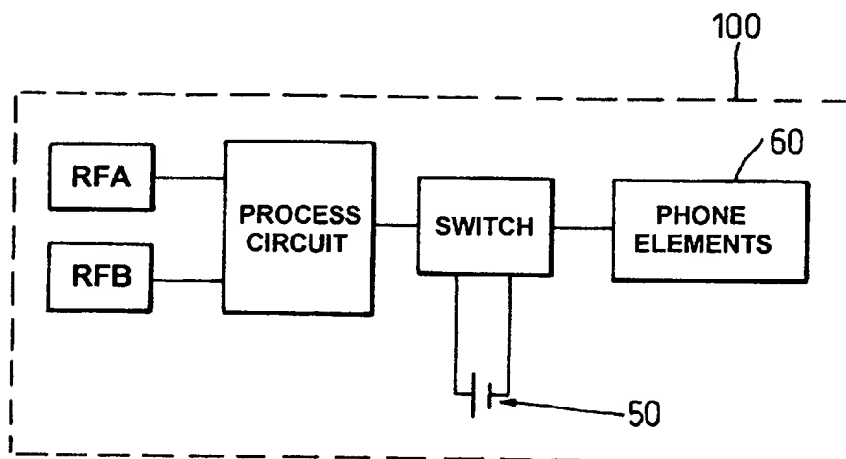 100
60
RFA
RFB
PROCESS
CIRCUIT
SWITCH
PHONE
ELEMENTS
50